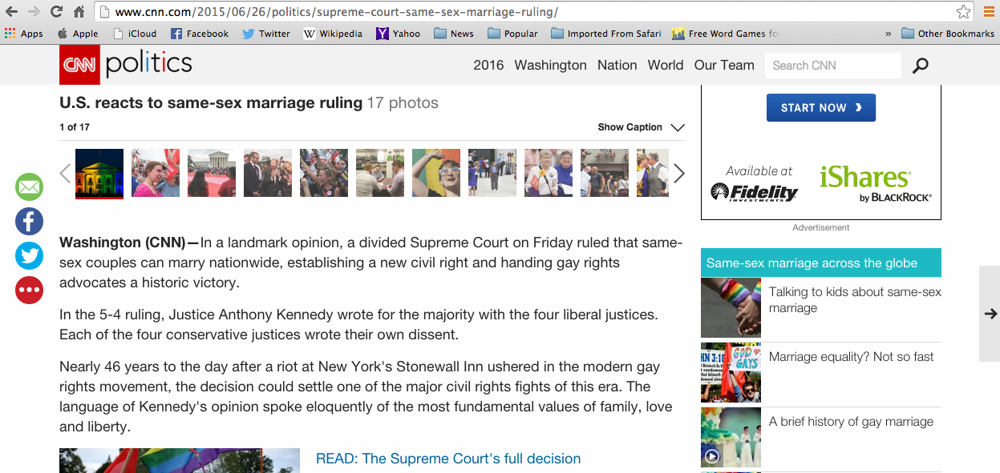 www.cnn.com/2015/06/26/politics/supreme-court-same-sex-marriage-ruling/
Apps Apple iCloud Facebook Twitter W Wikipedia Yahoo News Popular Imported From Safari Free Word Games fo » Other Bookmarks
CNN politics 2016 Washington Nation World Our Team Search CNN
U.S. reacts to same-sex marriage ruling 17 photos
1 of 17 Show Caption
Washington (CNN)—In a landmark opinion, a divided Supreme Court on Friday ruled that same-
sex couples can marry nationwide, establishing a new civil right and handing gay rights
advocates a historic victory.
In the 5-4 ruling, Justice Anthony Kennedy wrote for the majority with the four liberal justices.
Each of the four conservative justices wrote their own dissent.
Nearly 46 years to the day after a riot at New York's Stonewall Inn ushered in the modern gay
rights movement, the decision could settle one of the major civil rights fights of this era. The
language of Kennedy's opinion spoke eloquently of the most fundamental values of family, love
and liberty.
READ: The Supreme Court's full decision
START NOW ❯
Available at
Fidelity
INVESTMENTS
iShares®
by BLACKROCK®
Advertisement
Same-sex marriage across the globe
Talking to kids about same-sex
marriage
HN 3:16
GOD ♥
GAYS
Marriage equality? Not so fast
A brief history of gay marriage